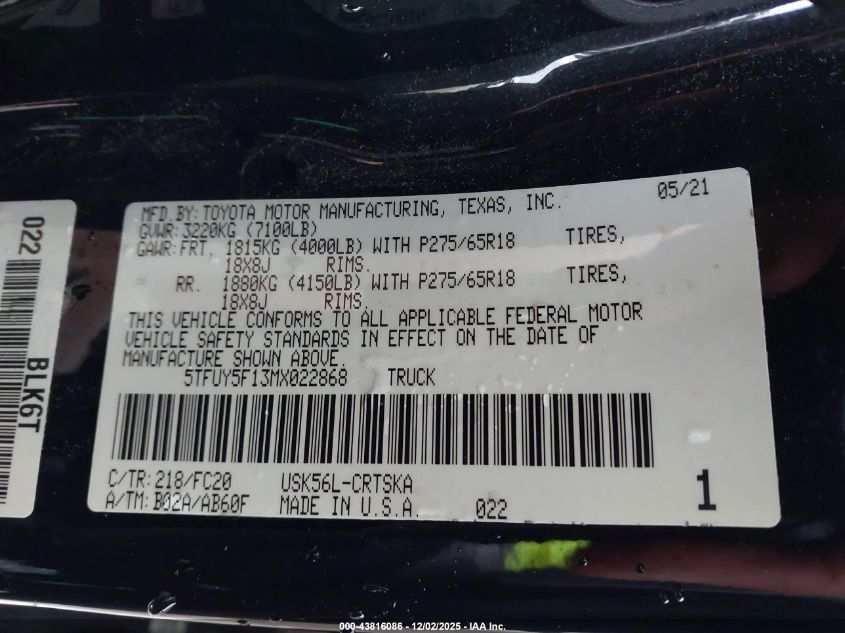 022
BLK6T
MFD. BY: TOYOTA MOTOR MANUFACTURING, TEXAS, INC. 05/21
GVWR: 3220KG (7100LB)
GAWR: FRT. 1815KG (4000LB) WITH P275/65R18 TIRES,
18X8J RIMS.
RR. 1880KG (4150LB) WITH P275/65R18 TIRES,
18X8J RIMS.
THIS VEHICLE CONFORMS TO ALL APPLICABLE FEDERAL MOTOR
VEHICLE SAFETY STANDARDS IN EFFECT ON THE DATE OF
MANUFACTURE SHOWN ABOVE.
5TFUY5F13MX022868 TRUCK
C/TR: 218/FC20 USK56L-CRTSKA 1
A/TM: B02A/AB60F MADE IN U.S.A. 022
000-43816086 - 12/02/2025 - IAA Inc.